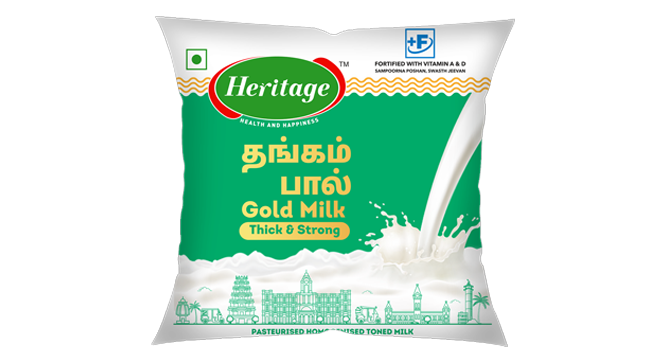 Heritage
TM
HEALTH AND HAPPINESS
+F
FORTIFIED WITH VITAMIN A & D
SAMPOORNA POSHAN, SWASTH JEEVAN
தங்கம்
பால்
Gold Milk
Thick & Strong
PASTEURISED TONED MILK